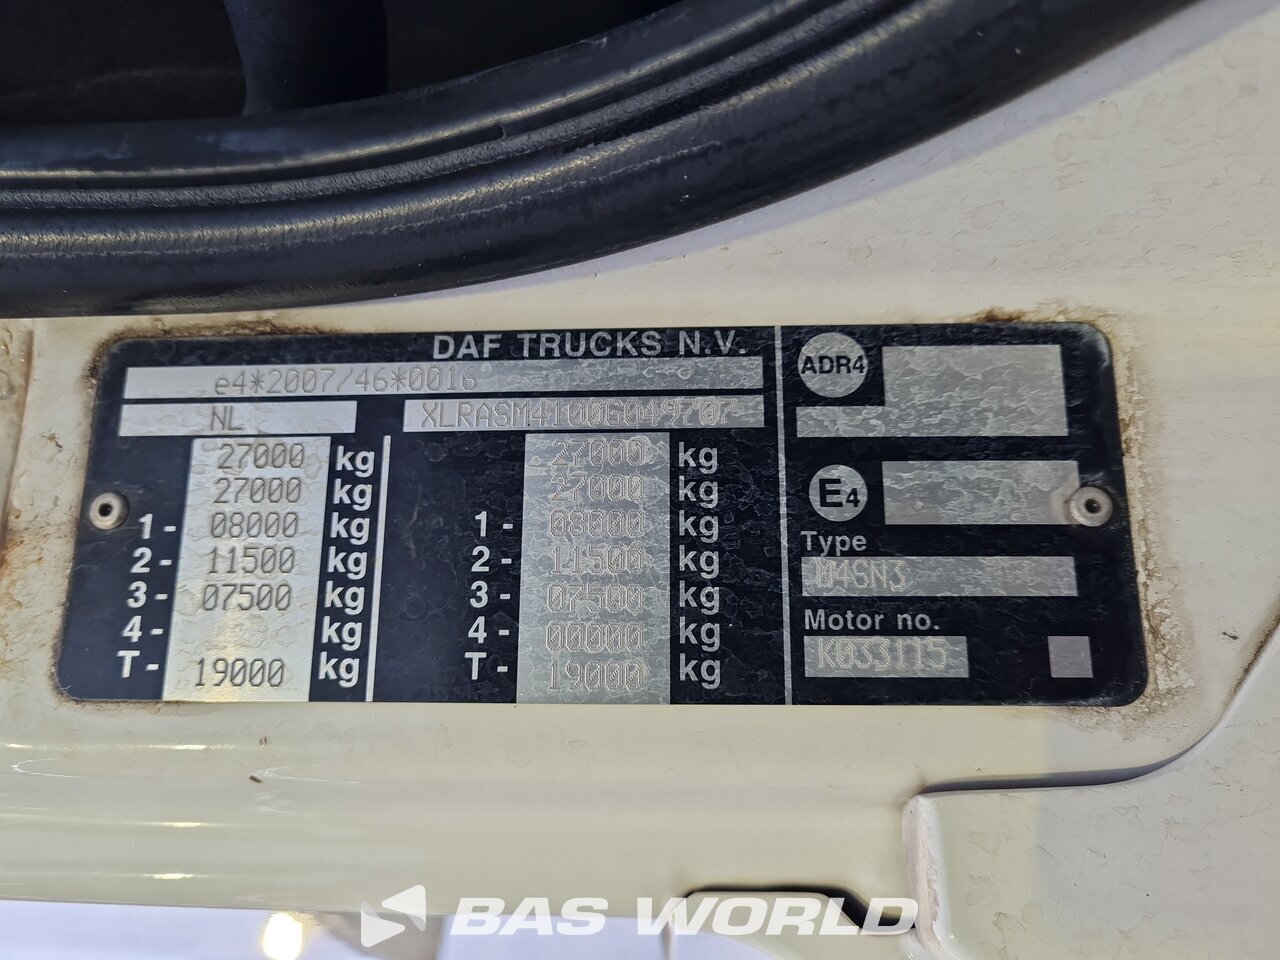 DAF TRUCKS N.V.
ADR4
e4*2007/46*0016
NL
27000 kg 27000 kg
27000 kg 27000 kg
1- 08000 kg 1- 08000 kg
2- 11500 kg 2- 11500 kg
3- 07500 kg 3- 07500 kg
4- kg 4- 00000 kg
T- 19000 kg T- 19000 kg
E4
Type
M4SN3
Motor no.
BAS WORLD